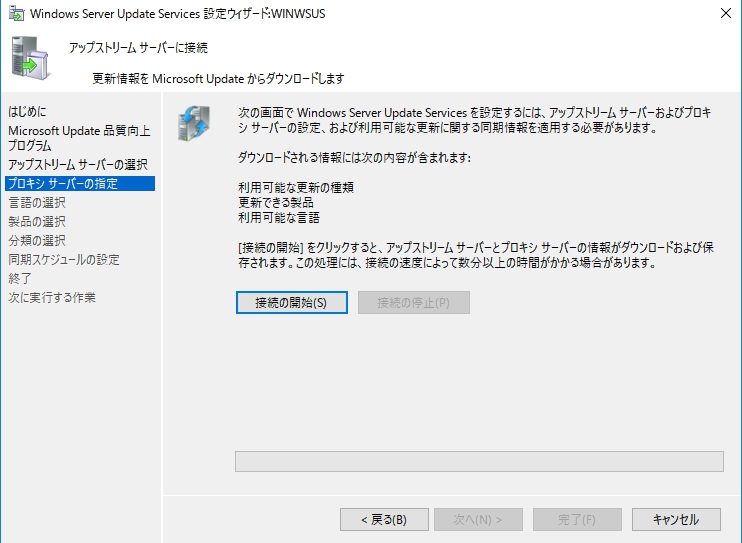 Windows Server Update Services 設定ウィザード:WINWSUS
アップストリーム サーバーに接続
更新情報を Microsoft Update からダウンロードします
はじめに
Microsoft Update 品質向上
プログラム
アップストリーム サーバーの選択
プロキシ サーバーの指定
言語の選択
製品の選択
分類の選択
同期スケジュールの設定
終了
次に実行する作業
次の画面で Windows Server Update Services を設定するには、アップストリーム サーバーおよびプロキ
シ サーバーの設定、および利用可能な更新に関する同期情報を適用する必要があります。
ダウンロードされる情報には次の内容が含まれます:
利用可能な更新の種類
更新できる製品
利用可能な言語
[接続の開始] をクリックすると、アップストリーム サーバーとプロキシ サーバーの情報がダウンロードおよび保
存されます。この処理には、接続の速度によって数分以上の時間がかかる場合があります。
接続の開始(S)
接続の停止(P)
< 戻る(B)
次へ(N) >
完了(F)
キャンセル